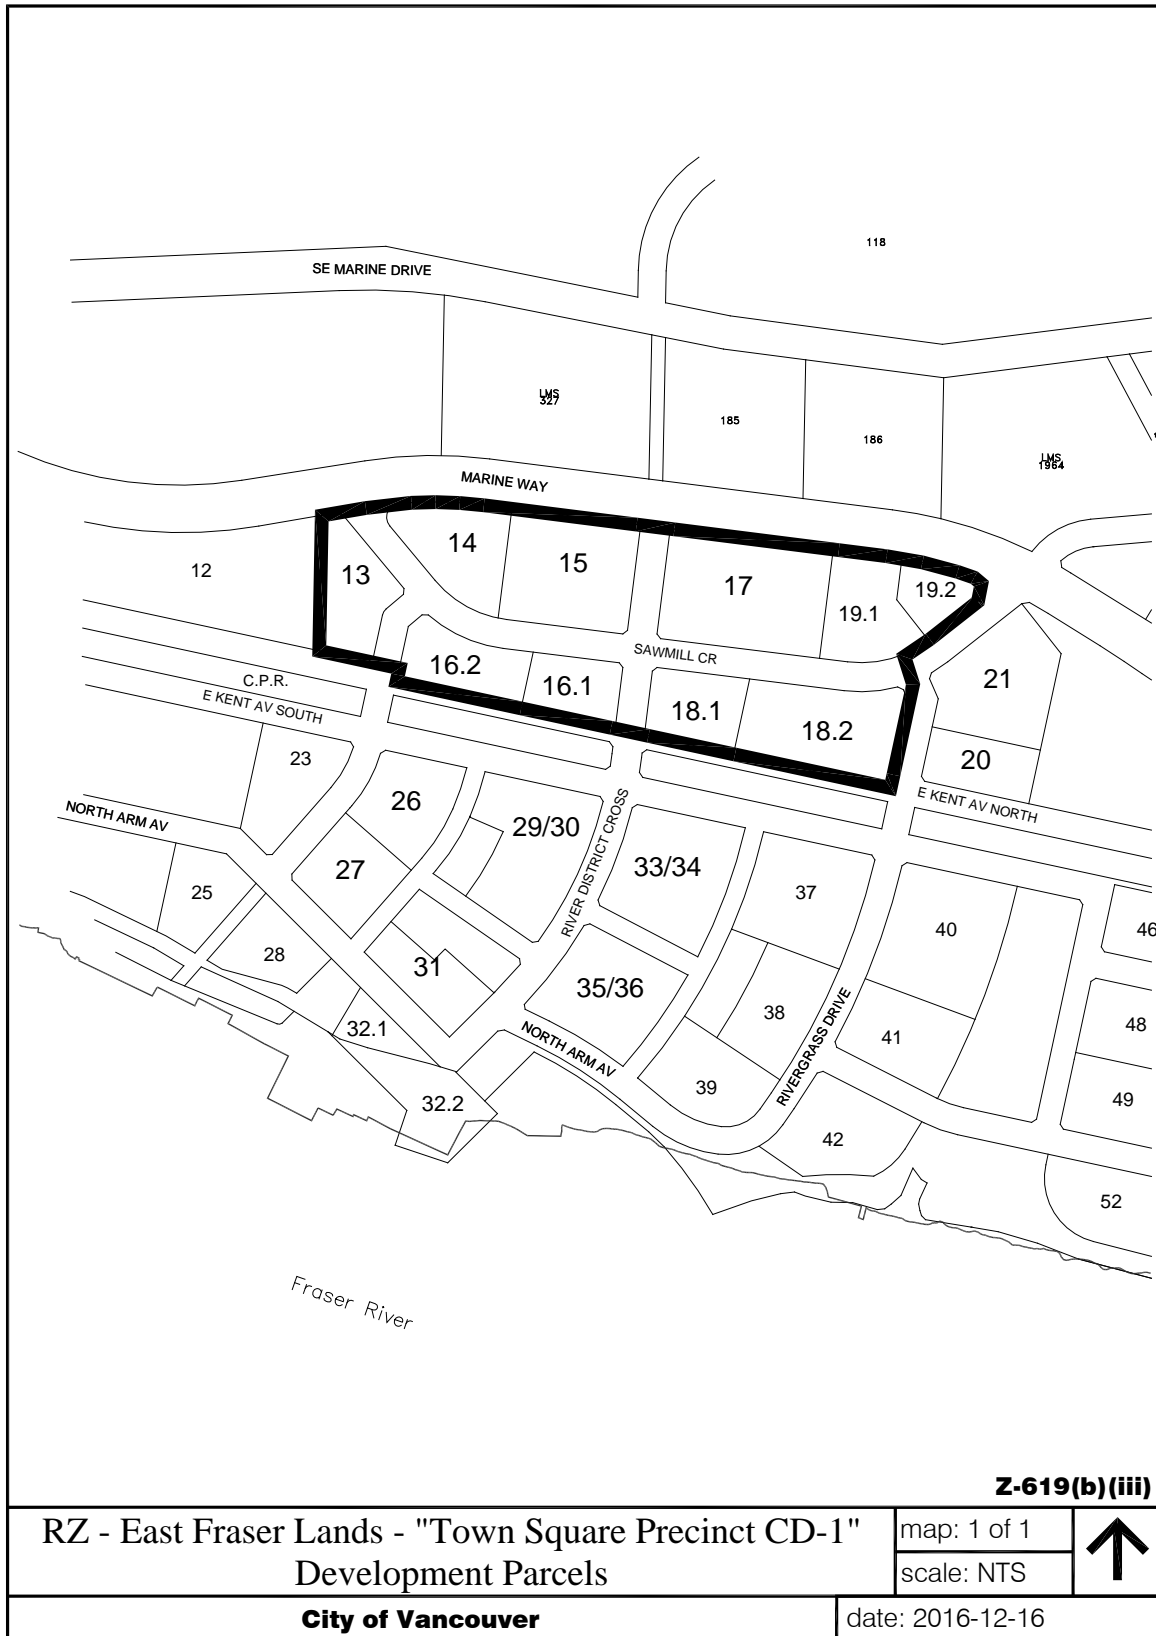 118
SE MARINE DRIVE
LMS
327
185
186
LMS
1964
MARINE WAY
14
15
17
19.2
19.1
12
13
SAWMILL CR
16.2
16.1
18.1
18.2
21
20
C.P.R.
E KENT AV SOUTH
E KENT AV NORTH
23
26
29/30
RIVER DISTRICT CROSS
NORTH ARM AV
27
33/34
37
25
40
46
28
31
35/36
38
32.1
NORTH ARM AV
RIVERGRASS DRIVE
41
48
32.2
39
49
42
52
Fraser River
Z-619(b)(iii)
RZ - East Fraser Lands - "Town Square Precinct CD-1"
Development Parcels
map: 1 of 1
scale: NTS
City of Vancouver
date: 2016-12-16